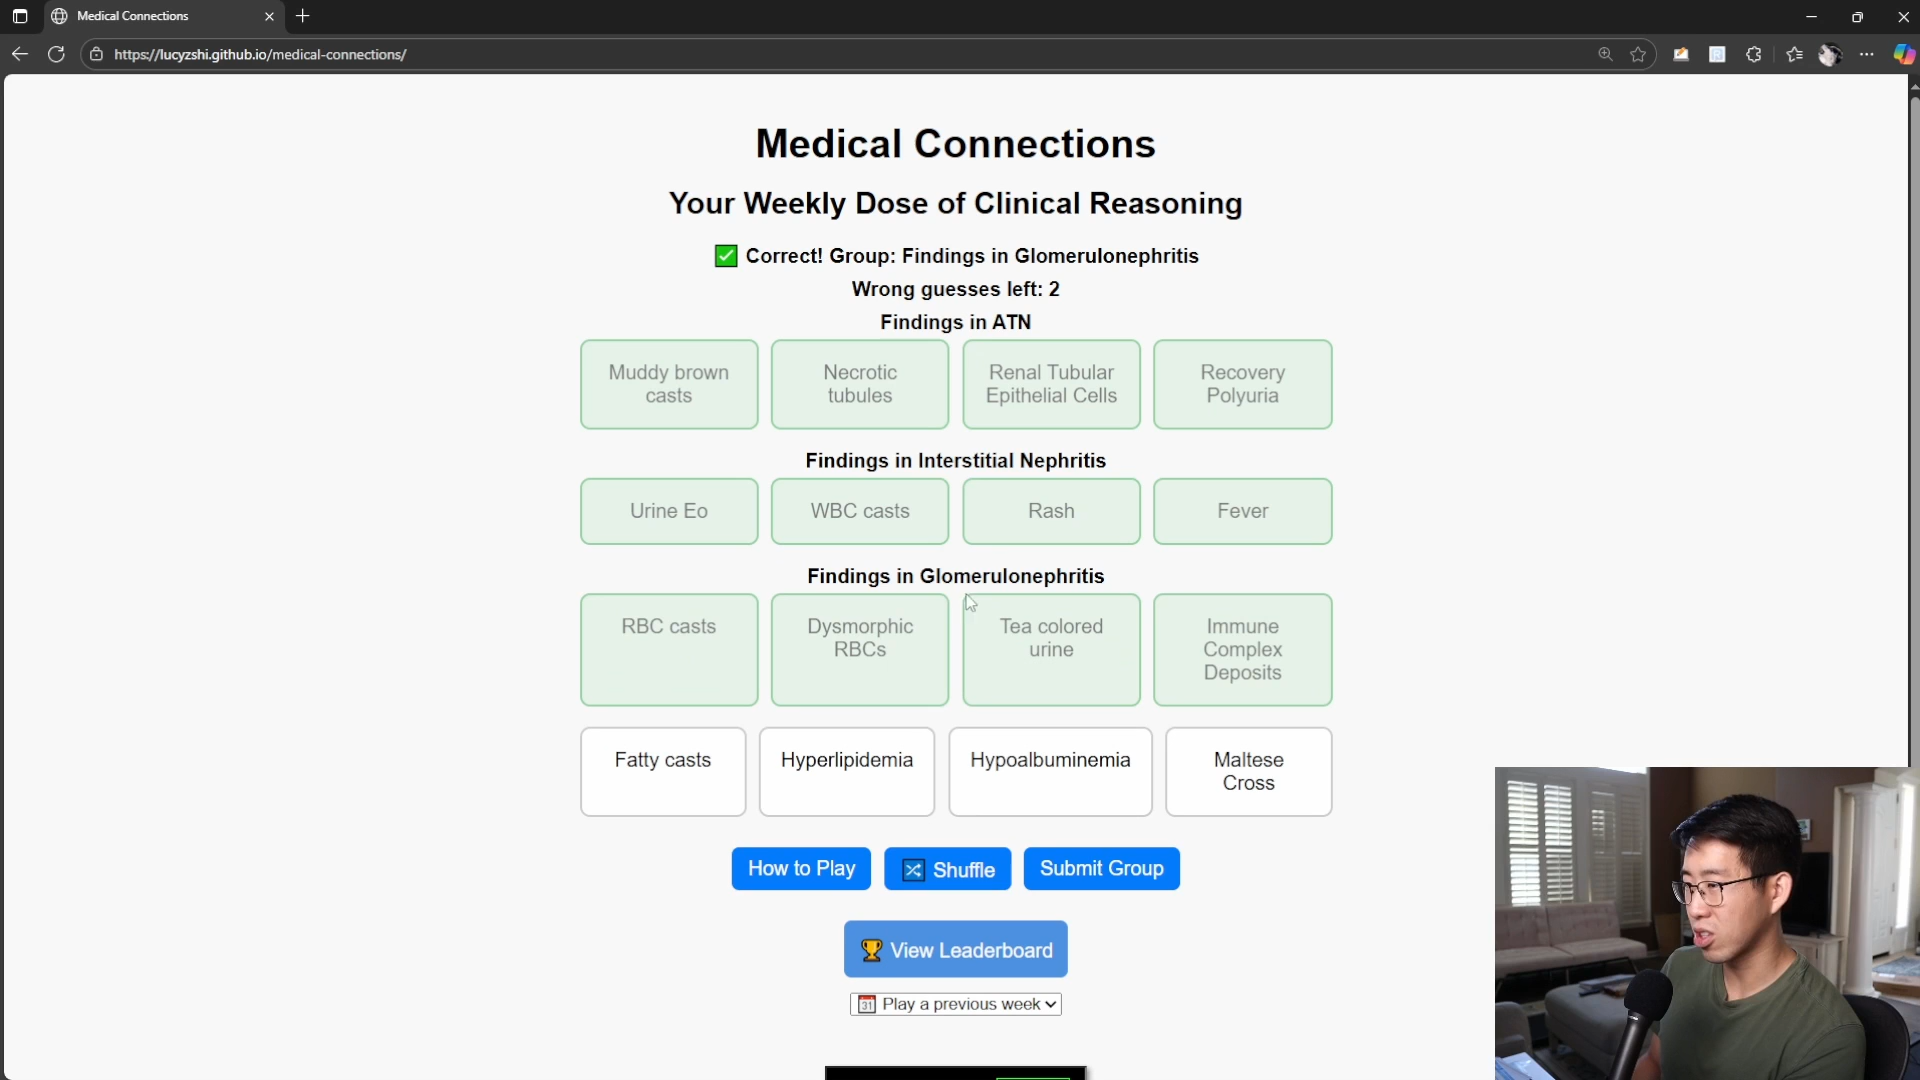 Medical Connections
https://lucyzshi.github.io/medical-connections/
Medical Connections
Your Weekly Dose of Clinical Reasoning
✅ Correct! Group: Findings in Glomerulonephritis
Wrong guesses left: 2
Findings in ATN
Muddy brown
casts
Necrotic
tubules
Renal Tubular
Epithelial Cells
Recovery
Polyuria
Findings in Interstitial Nephritis
Urine Eo
WBC casts
Rash
Fever
Findings in Glomerulonephritis
RBC casts
Dysmorphic
RBCs
Tea colored
urine
Immune
Complex
Deposits
Fatty casts
Hyperlipidemia
Hypoalbuminemia
Maltese
Cross
How to Play
🔀 Shuffle
Submit Group
🏆 View Leaderboard
📅 Play a previous week